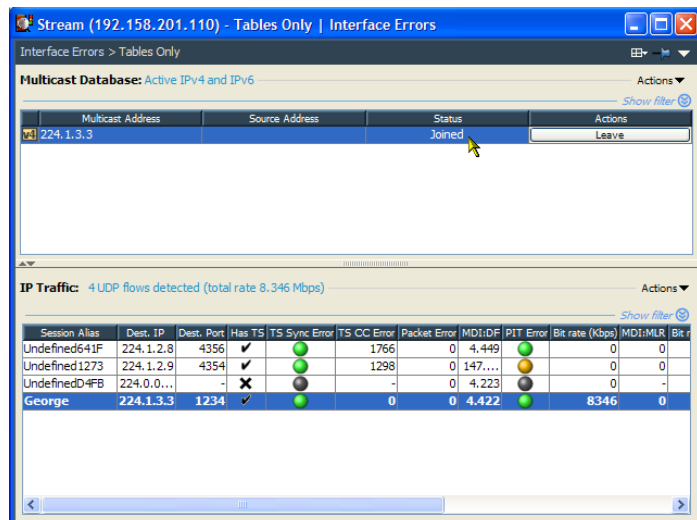 Stream (192.158.201.110) - Tables Only | Interface Errors
Interface Errors > Tables Only
Multicast Database: Active IPv4 and IPv6
Actions
Show filter
Multicast Address Source Address Status Actions
v4 224.1.3.3 Joined Leave
IP Traffic: 4 UDP flows detected (total rate 8.346 Mbps)
Actions
Show filter
Session Alias Dest. IP Dest. Port Has TS TS Sync Error TS CC Error Packet Error MDI:DF PIT Error Bit rate (Kbps) MDI:MLR Bit r
Undefined641F 224.1.2.8 4356 1766 0 4.449 0 0
Undefined1273 224.1.2.9 4354 1298 0 147.... 0 0
UndefinedD4FB 224.0.0... - - 0 4.223 0 -
George 224.1.3.3 1234 0 0 4.422 8346 0